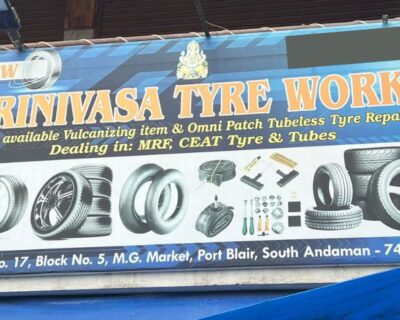 W
RINIVASA TYRE WORK
available Vulcanizing item & Omni Patch Tubeless Tyre Repa
Dealing in: MRF, CEAT Tyre & Tubes
o. 17, Block No. 5, M.G. Market, Port Blair, South Andaman - 74